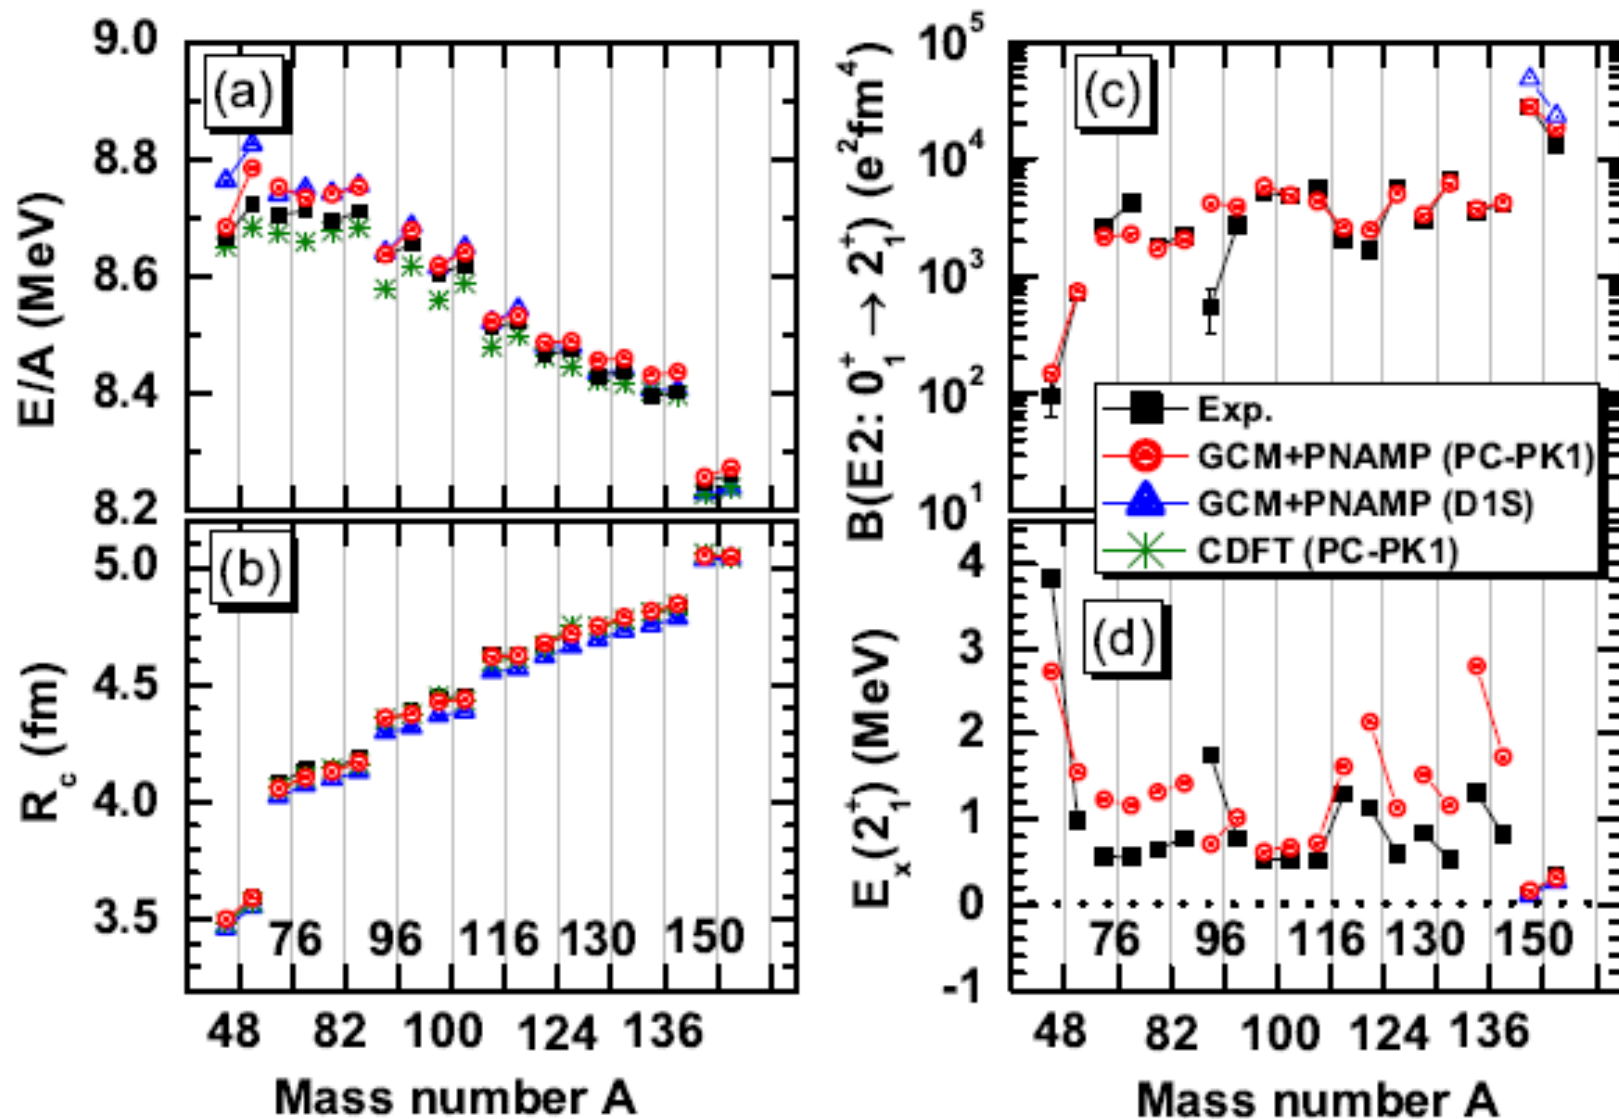 (a)
9.0
8.8
8.6
8.4
8.2
E/A (MeV)
(b)
5.0
4.5
4.0
3.5
R_c (fm)
76 96 116 130 150
48 82 100 124 136
Mass number A
(c)
10^5
10^4
10^3
10^2
10^1
B(E2: 0_1^+ → 2_1^+) (e^2fm^4)
Exp.
GCM+PNAMP (PC-PK1)
GCM+PNAMP (D1S)
CDFT (PC-PK1)
(d)
4
3
2
1
0
-1
E_x(2_1^+) (MeV)
76 96 116 130 150
48 82 100 124 136
Mass number A